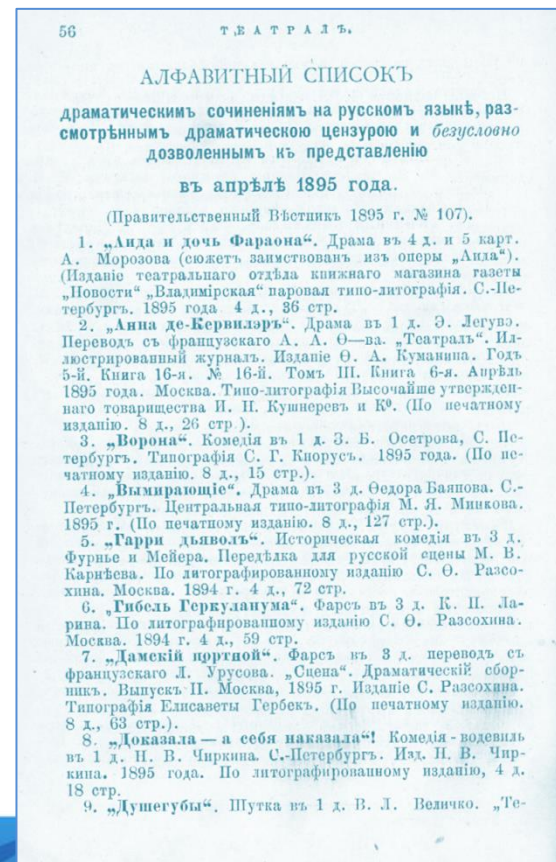 56
ТЕАТРАЛЪ.
АЛФАВИТНЫЙ СПИСОКЪ
драматическимъ сочиненіямъ на русскомъ языкѣ, раз-
смотрѣннымъ драматическою цензурою и безусловно
дозволеннымъ къ представленію
въ апрѣлѣ 1895 года.
(Правительственный Вѣстникъ 1895 г. № 107).
1. „Аида и дочь Фараона“. Драма въ 4 д. и 5 карт.
А. Морозова (сюжетъ заимствованъ изъ оперы „Аида“).
(Изданіе театральнаго отдѣла книжнаго магазина газеты
„Новости“ „Владимірская“ паровая типо-литографія. С.-Пе-
тербургъ. 1895 года 4 д., 36 стр.
2. „Анна де-Кервилэръ“. Драма въ 1 д. Э. Легувэ.
Переводъ съ французскаго А. А. Ѳ—ва. „Театралъ“. Ил-
люстрированный журналъ. Изданіе Ѳ. А. Куманина. Годъ
5-й. Книга 16-я. № 16-й. Томъ III. Книга 6-я. Апрѣль
1895 года. Москва. Типо-литографія Высочайше утвержден-
наго товарищества И. Н. Кушнеревъ и К⁰. (По печатному
изданію. 8 д., 26 стр.).
3. „Ворона“. Комедія въ 1 д. З. Б. Осетрова, С. Пе-
тербургъ. Типографія С. Г. Кнорусъ. 1895 года. (По пе-
чатному изданію. 8 д., 15 стр.).
4. „Вымирающіе“. Драма въ 3 д. Ѳедора Баянова. С.-
Петербургъ. Центральная типо-литографія М. Я. Минкова.
1895 г. (По печатному изданію. 8 д., 127 стр.).
5. „Гарри дьяволъ“. Историческая комедія въ 3 д.
Фурнье и Мейера. Передѣлка для русской сцены М. В.
Карнѣева. По литографированному изданію С. Ѳ. Разсо-
хина. Москва. 1894 г. 4 д., 72 стр.
6. „Гибель Геркуланума“. Фарсъ въ 3 д. К. П. Ла-
рина. По литографированному изданію С. Ѳ. Разсохина.
Москва. 1894 г. 4 д., 59 стр.
7. „Дамскій портной“. Фарсъ въ 3 д. переводъ съ
французскаго Л. Урусова. „Сцена“. Драматическій сбор-
никъ. Выпускъ II. Москва, 1895 г. Изданіе С. Разсохина.
Типографія Елисаветы Гербекъ. (По печатному изданію.
8 д., 63 стр.).
8. „Доказала — а себя наказала“! Комедія - водевиль
въ 1 д. Н. В. Чиркина. С.-Петербургъ. Изд. Н. В. Чир-
кина. 1895 года. По литографированному изданію, 4 д.
18 стр.
9. „Душегубы“. Шутка въ 1 д. В. Л. Величко. „Те-